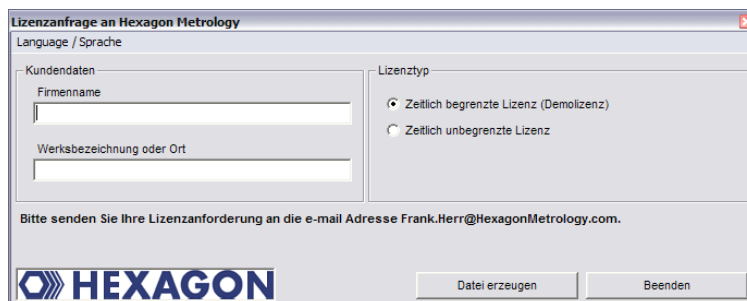 Lizenzanfrage an Hexagon Metrology
Language / Sprache
Kundendaten
Firmenname
Werksbezeichnung oder Ort
Lizenztyp
Zeitlich begrenzte Lizenz (Demolizenz)
Zeitlich unbegrenzte Lizenz
Bitte senden Sie Ihre Lizenzanforderung an die e-mail Adresse Frank.Herr@HexagonMetrology.com.
HEXAGON
Datei erzeugen
Beenden